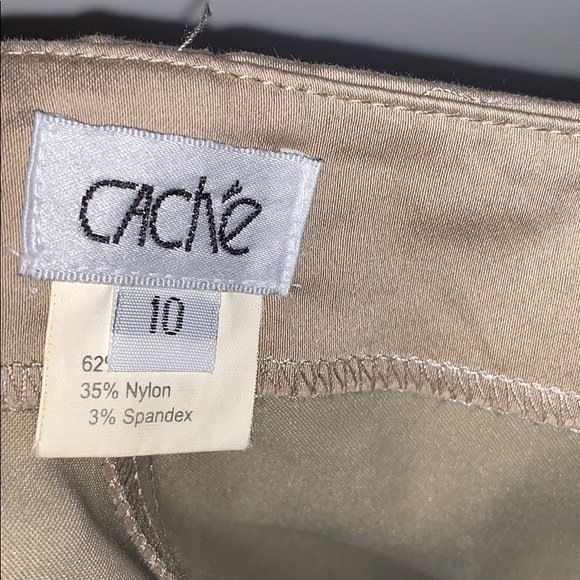 Caché
10
62%
35% Nylon
3% Spandex